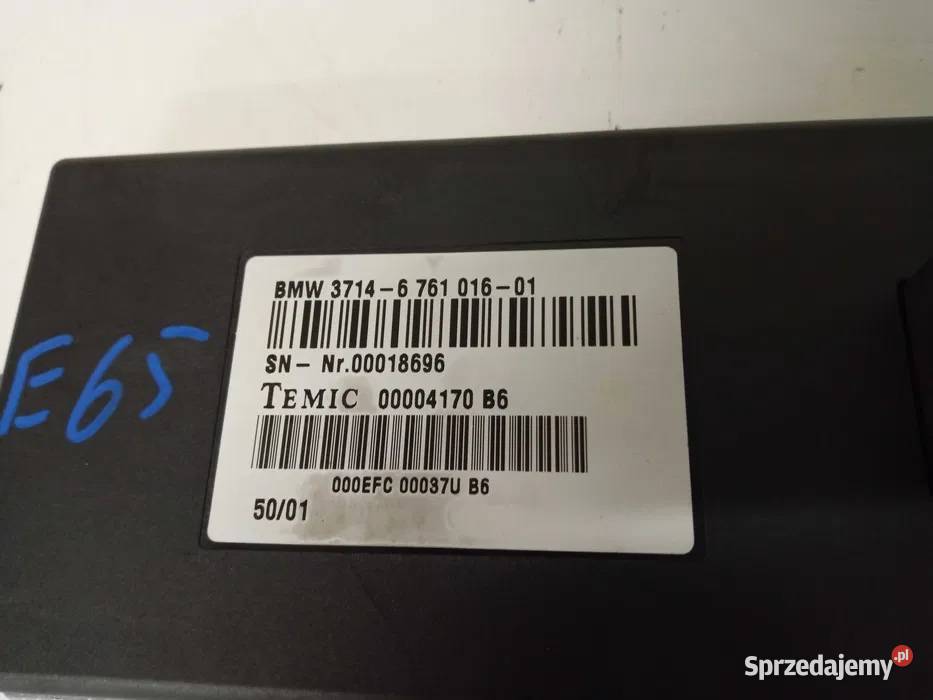 BMW 3714-6 761 016-01
SN- Nr.00018696
TEMIC 00004170 B6
000EFC 00037U B6
50/01
E65
Sprzedajemy.pl